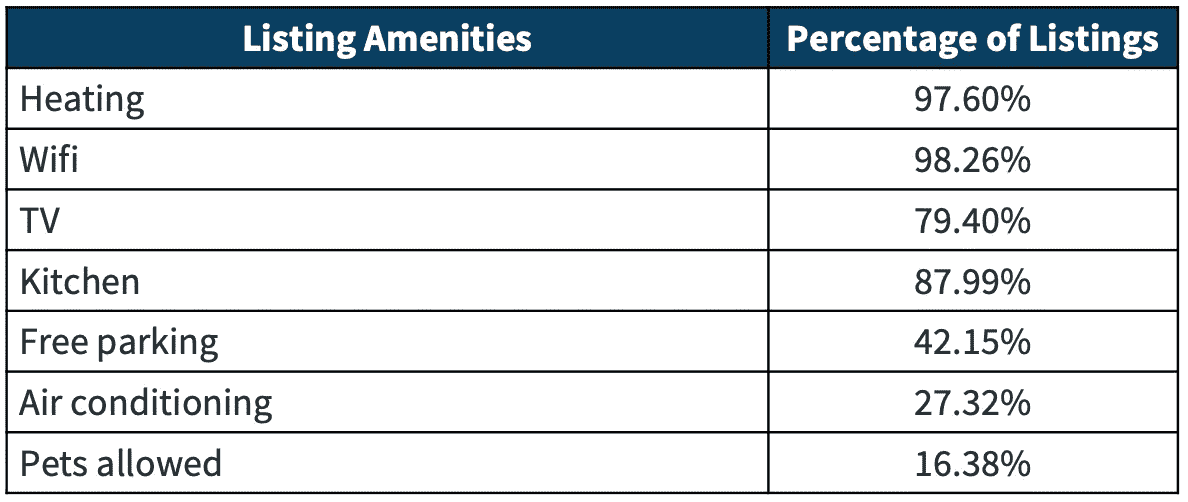 Listing Amenities Percentage of Listings
Heating 97.60%
Wifi 98.26%
TV 79.40%
Kitchen 87.99%
Free parking 42.15%
Air conditioning 27.32%
Pets allowed 16.38%